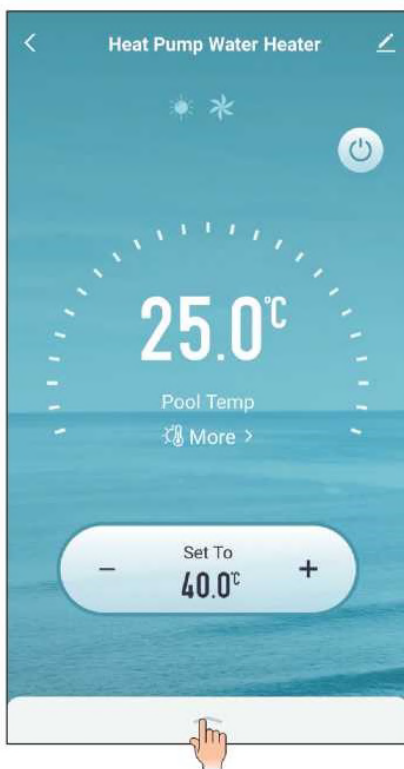 Heat Pump Water Heater
25.0℃
Pool Temp
More >
Set To
− 40.0℃ +